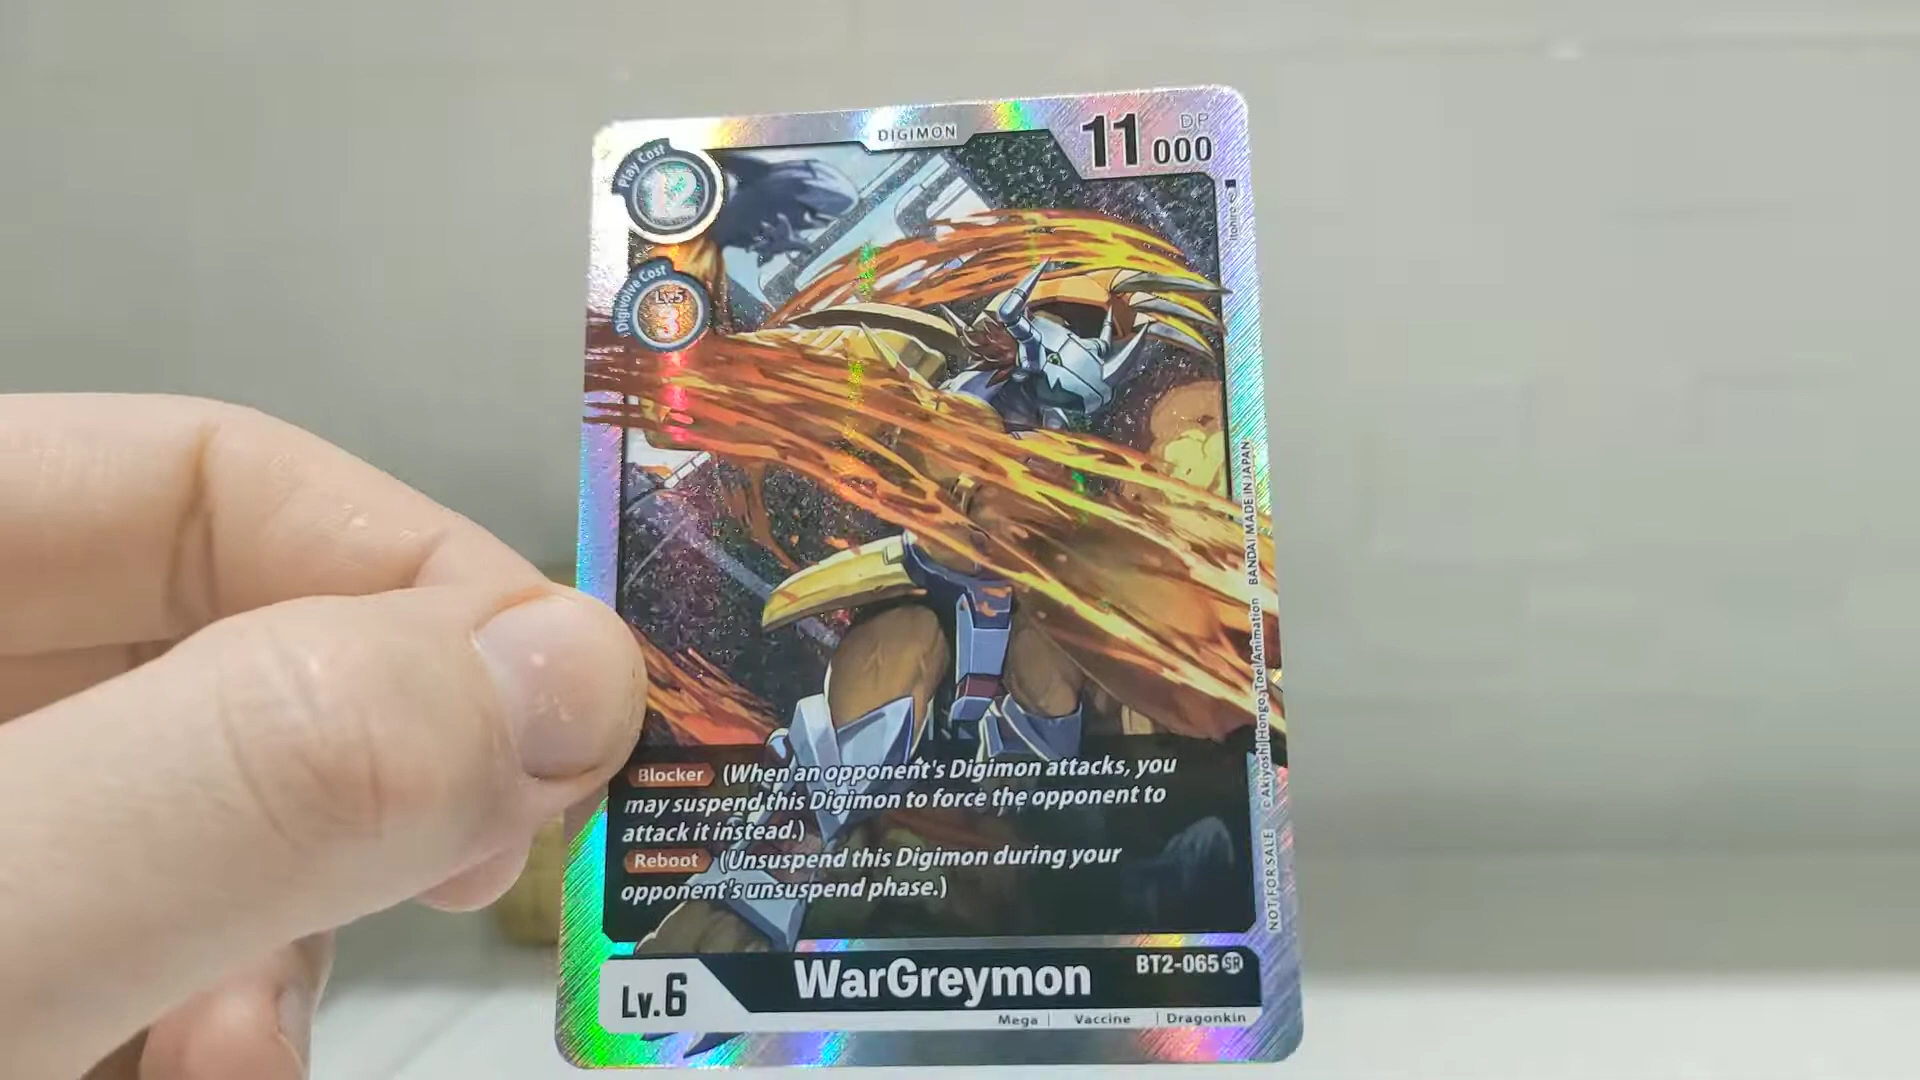 DIGIMON
11000
DP
Play Cost
12
Digivolve Cost
Lv.5
3
Blocker (When an opponent's Digimon attacks, you
may suspend this Digimon to force the opponent to
attack it instead.)
Reboot (Unsuspend this Digimon during your
opponent's unsuspend phase.)
Lv.6
WarGreymon
BT2-065 SR
Mega | Vaccine | Dragonkin
©Akiyoshi Hongo, Toei Animation BANDAI MADE IN JAPAN
NOT FOR SALE